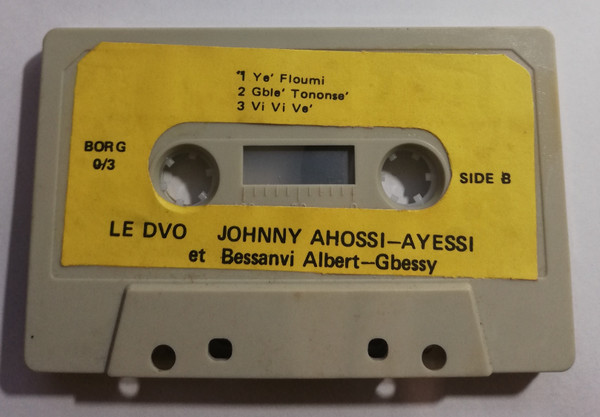 1 Ye' Floumi
2 Gble' Tononse'
3 Vi Vi Ve'
BORG
0/3
SIDE B
LE DVO JOHNNY AHOSSI-AYESSI
et Bessanvi Albert-Gbessy